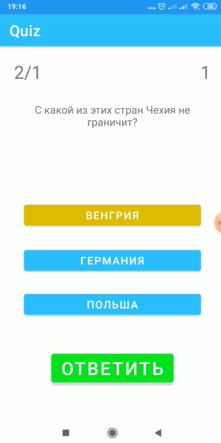 19:16
Quiz
2/1
1
С какой из этих стран Чехия не
граничит?
ВЕНГРИЯ
ГЕРМАНИЯ
ПОЛЬША
ОТВЕТИТЬ